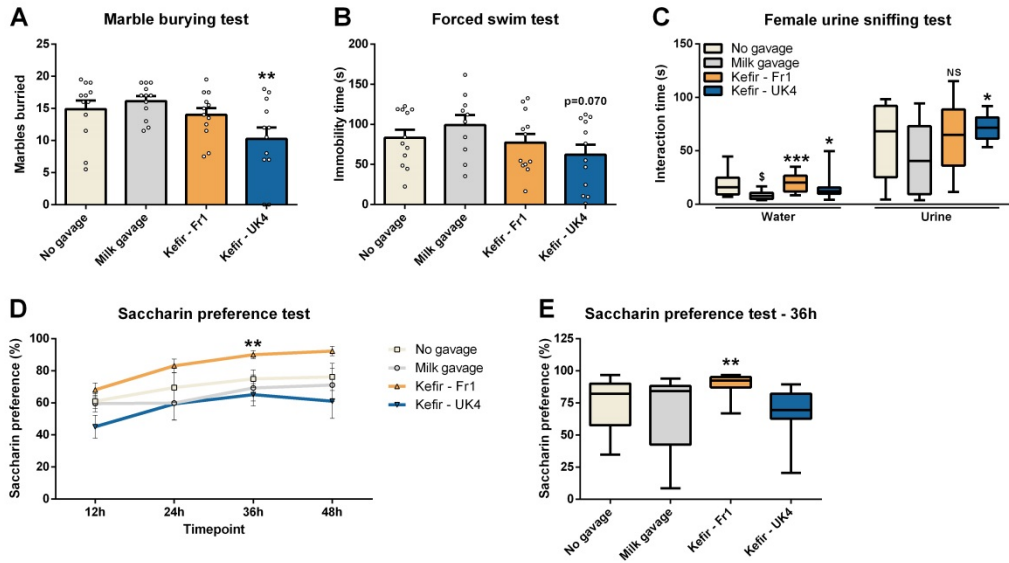 A
Marble burying test
Marbles burried
25
20
15
10
5
0
**
No gavage
Milk gavage
Kefir - Fr1
Kefir - UK4
B
Forced swim test
Immobility time (s)
200
150
100
50
0
p=0.070
No gavage
Milk gavage
Kefir - Fr1
Kefir - UK4
C
Female urine sniffing test
Interaction time (s)
150
100
50
0
No gavage
Milk gavage
Kefir - Fr1
Kefir - UK4
$
***
*
NS
*
Water
Urine
D
Saccharin preference test
Saccharin preference (%)
100
80
60
40
20
0
**
12h
24h
36h
48h
Timepoint
No gavage
Milk gavage
Kefir - Fr1
Kefir - UK4
E
Saccharin preference test - 36h
Saccharin preference (%)
125
100
75
50
25
0
**
No gavage
Milk gavage
Kefir - Fr1
Kefir - UK4